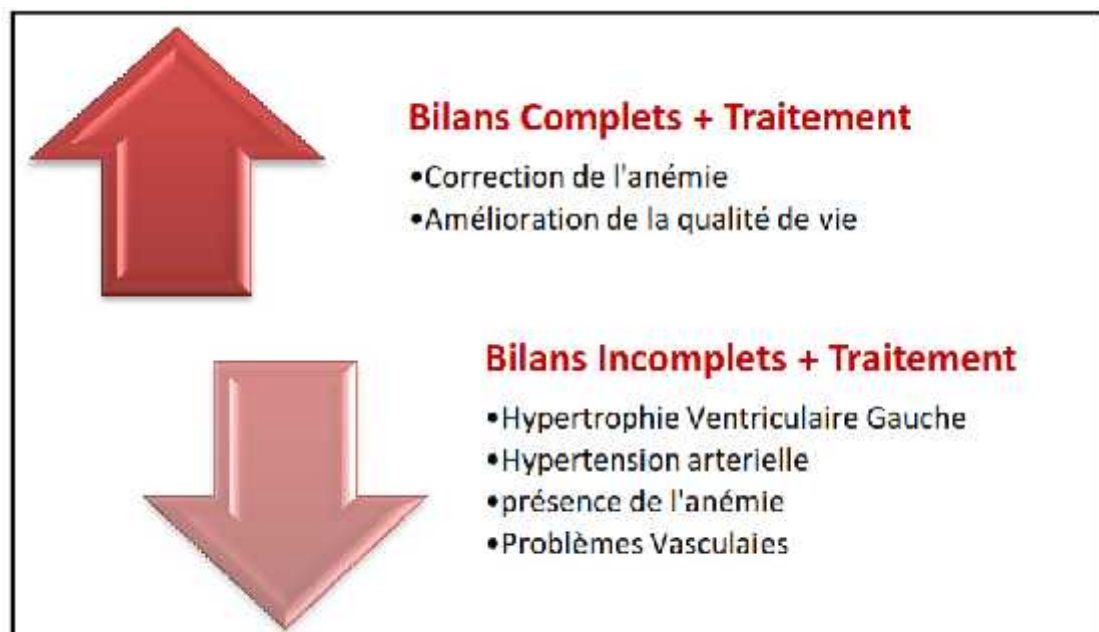 Bilans Complets + Traitement
•Correction de l'anémie
•Amélioration de la qualité de vie
Bilans Incomplets + Traitement
•Hypertrophie Ventriculaire Gauche
•Hypertension arterielle
•présence de l'anémie
•Problèmes Vasculaies